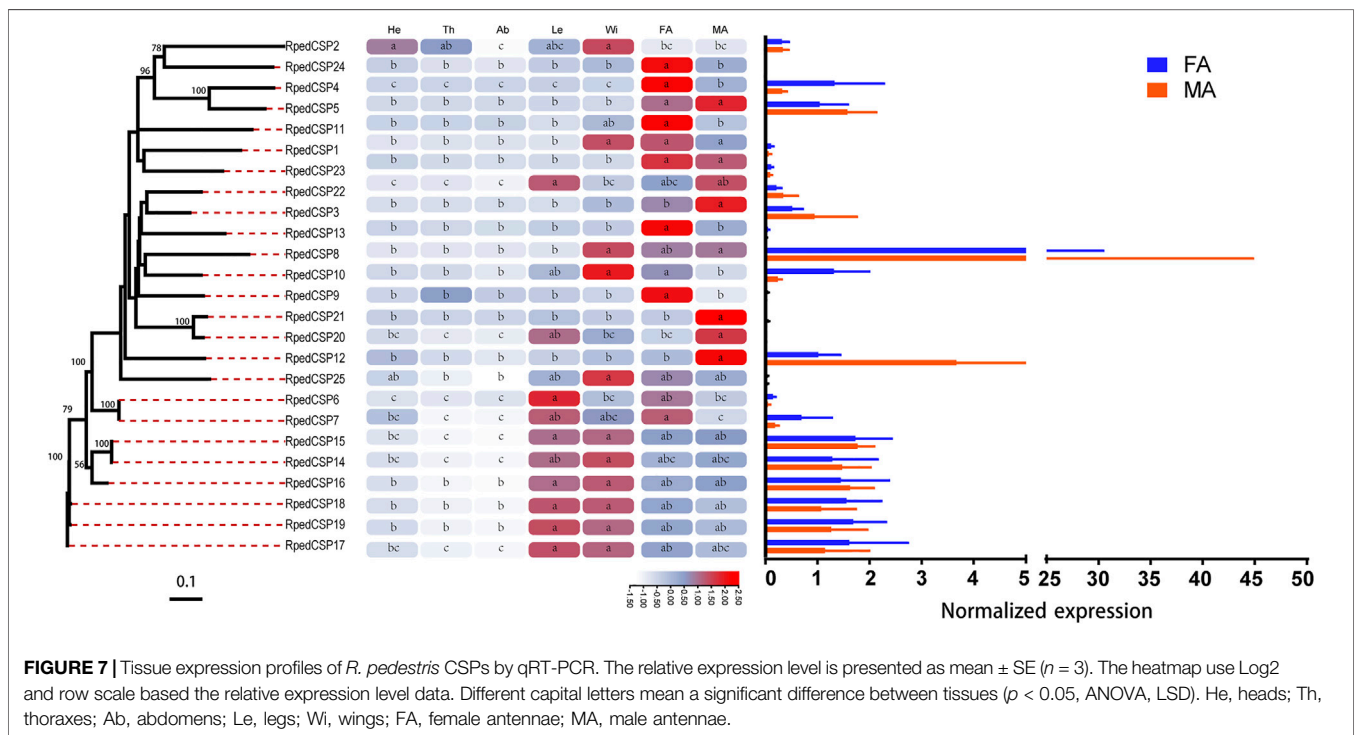 He Th Ab Le Wi FA MA
78 RpedCSP2 a ab c abc a bc bc
RpedCSP24 b b b b b a b
96 RpedCSP4 c c c c c a b
100 RpedCSP5 b b b b b a a
RpedCSP11 b b b b ab a b
RpedCSP1 b b b b a a a
RpedCSP23 b b b b b a a
RpedCSP22 c c c a bc abc ab
RpedCSP3 b b b b b b a
RpedCSP13 b b b b b a b
RpedCSP8 b b b b a ab a
RpedCSP10 b b b ab a a b
RpedCSP9 b b b b b a b
RpedCSP21 b b b b b b a
100 RpedCSP20 bc c c ab bc bc a
RpedCSP12 b b b b b b a
100 RpedCSP25 ab b b ab a ab ab
RpedCSP6 c c c a bc ab bc
79 100 RpedCSP7 bc c c ab abc a c
RpedCSP15 bc c c a a ab ab
100 RpedCSP14 bc c c ab a abc abc
100 56 RpedCSP16 b b b a a ab ab
RpedCSP18 b b b a a ab ab
RpedCSP19 b b b a a ab ab
RpedCSP17 bc c c a a ab abc
FA
MA
0.1
-1.50 -1.00 -0.50 0.00 0.50 1.00 1.50 2.00 2.50
0 1 2 3 4 5 25 30 35 40 45 50
Normalized expression
FIGURE 7 | Tissue expression profiles of R. pedestris CSPs by qRT-PCR. The relative expression level is presented as mean ± SE (n = 3). The heatmap use Log2
and row scale based the relative expression level data. Different capital letters mean a significant difference between tissues (p < 0.05, ANOVA, LSD). He, heads; Th,
thoraxes; Ab, abdomens; Le, legs; Wi, wings; FA, female antennae; MA, male antennae.